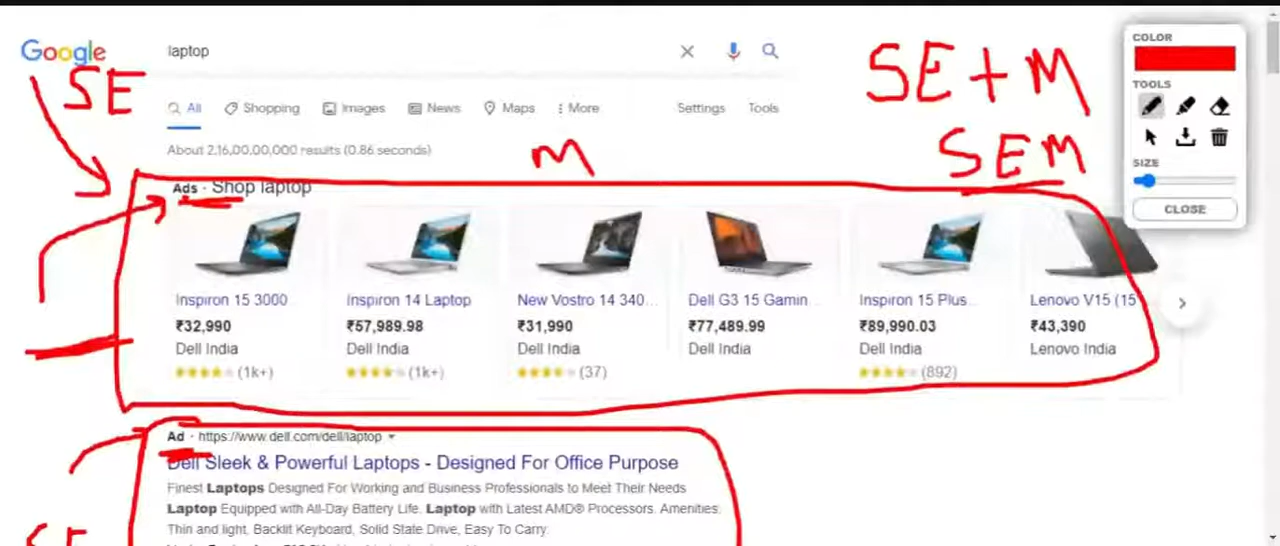 Google
laptop
SE
SE+M
All Shopping Images News Maps More Settings Tools
About 2,16,00,00,000 results (0.86 seconds)
M
SEM
Ads · Shop laptop
Inspiron 15 3000
₹32,990
Dell India
(1k+)
Inspiron 14 Laptop
₹57,989.98
Dell India
(1k+)
New Vostro 14 340...
₹31,990
Dell India
(37)
Dell G3 15 Gamin...
₹77,489.99
Dell India
Inspiron 15 Plus...
₹89,990.03
Dell India
(892)
Lenovo V15 (15
₹43,390
Lenovo India
Ad · https://www.dell.com/dell/laptop
Dell Sleek & Powerful Laptops - Designed For Office Purpose
Finest Laptops Designed For Working and Business Professionals to Meet Their Needs
Laptop Equipped with All-Day Battery Life. Laptop with Latest AMD® Processors. Amenities:
Thin and light, Backlit Keyboard, Solid State Drive, Easy To Carry.
COLOR
TOOLS
SIZE
CLOSE